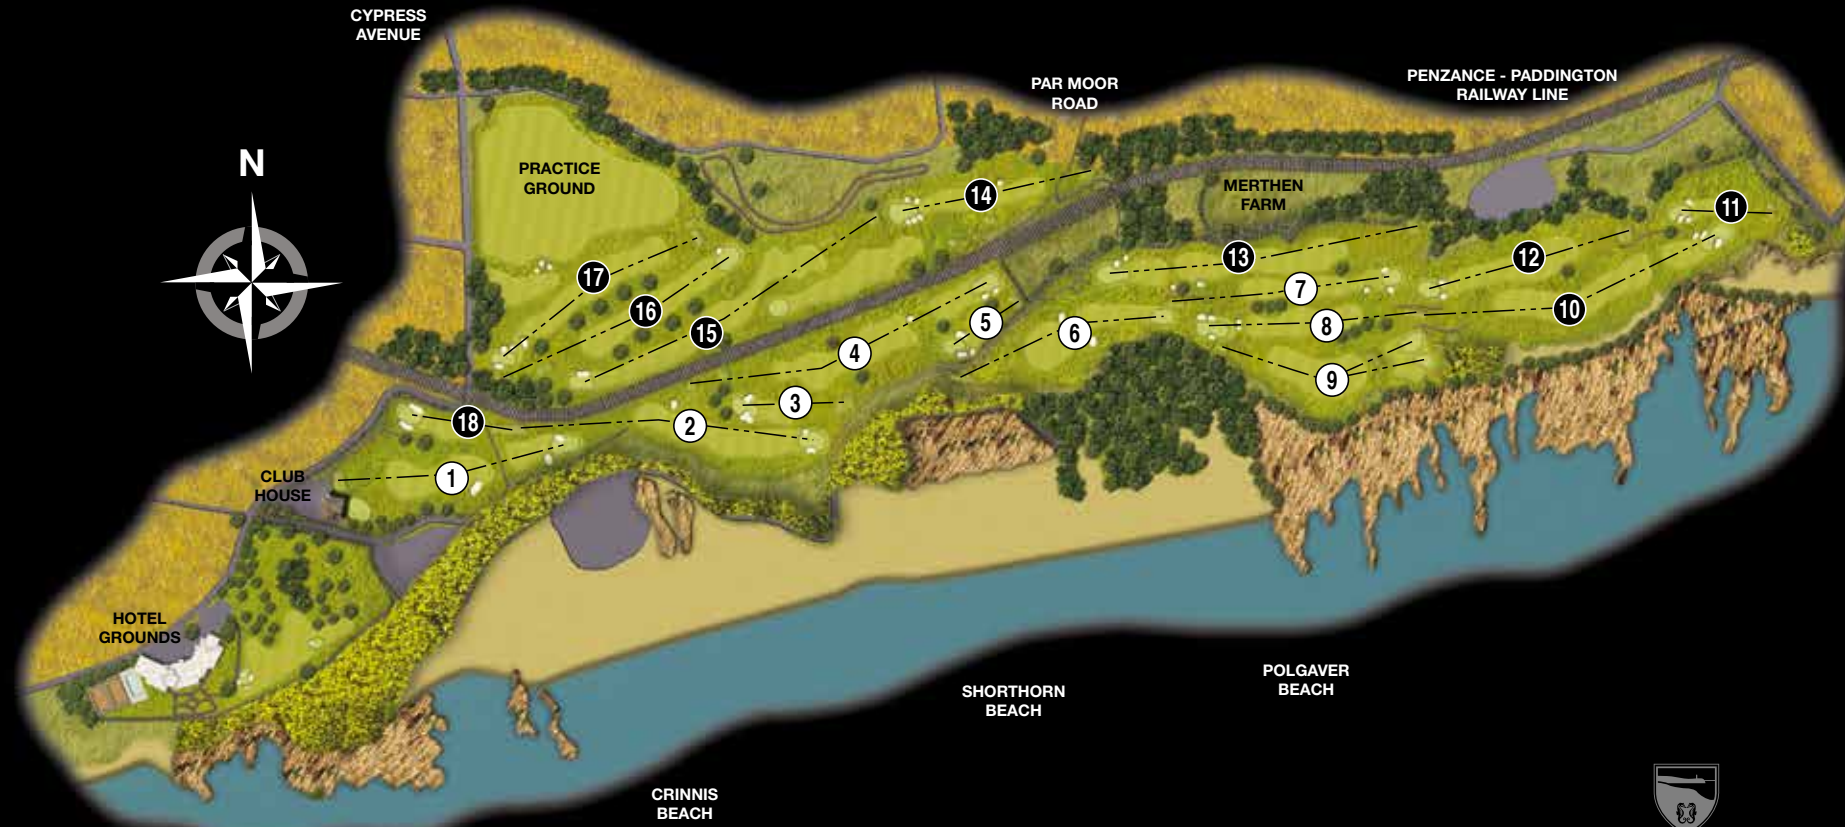 CYPRESS
AVENUE
PAR MOOR
ROAD
PENZANCE - PADDINGTON
RAILWAY LINE
N
PRACTICE
GROUND
MERTHEN
FARM
14
11
17
13
12
16
7
10
15
5
6
8
4
9
3
18
2
1
CLUB
HOUSE
HOTEL
GROUNDS
SHORTHORN
BEACH
POLGAVER
BEACH
CRINNIS
BEACH